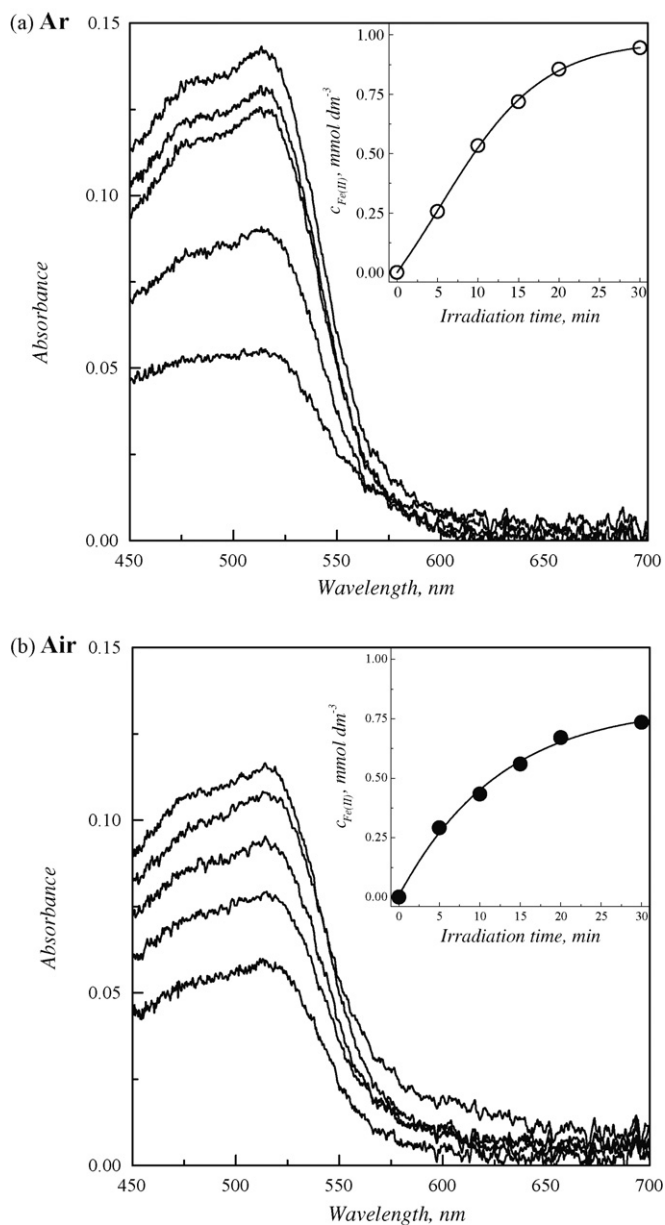 (a) Ar
0.15
0.10
0.05
0.00
Absorbance
450 500 550 600 650 700
Wavelength, nm
1.00
0.75
0.50
0.25
0.00
c_Fe(II), mmol dm⁻³
0 5 10 15 20 25 30
Irradiation time, min
(b) Air
0.15
0.10
0.05
0.00
Absorbance
450 500 550 600 650 700
Wavelength, nm
1.00
0.75
0.50
0.25
0.00
c_Fe(II), mmol dm⁻³
0 5 10 15 20 25 30
Irradiation time, min